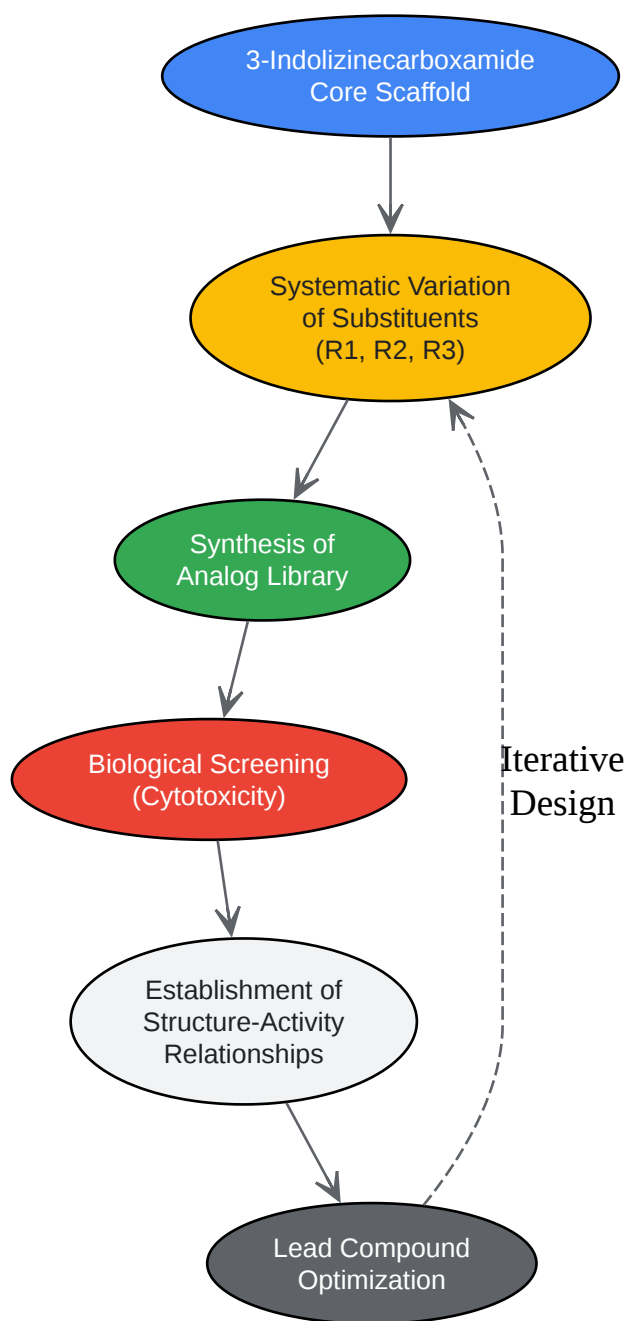 3-Indolizinecarboxamide
Core Scaffold
Systematic Variation
of Substituents
(R1, R2, R3)
Synthesis of
Analog Library
Biological Screening
(Cytotoxicity)
Iterative
Design
Establishment of
Structure-Activity
Relationships
Lead Compound
Optimization